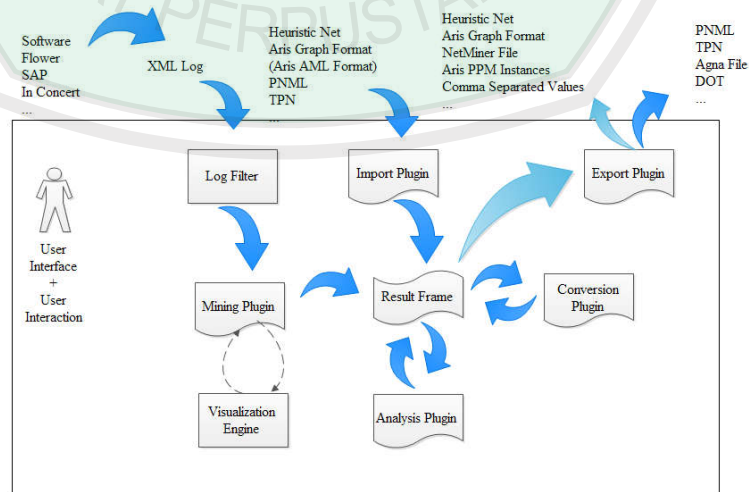 PERPUSTA
Software
Flower
SAP
In Concert
...
XML Log
Heuristic Net
Aris Graph Format
(Aris AML Format)
PNML
TPN
...
Heuristic Net
Aris Graph Format
NetMiner File
Aris PPM Instances
Comma Separated Values
...
PNML
TPN
Agna File
DOT
...
Log Filter
Import Plugin
Export Plugin
User
Interface
+
User
Interaction
Mining Plugin
Result Frame
Conversion
Plugin
Visualization
Engine
Analysis Plugin